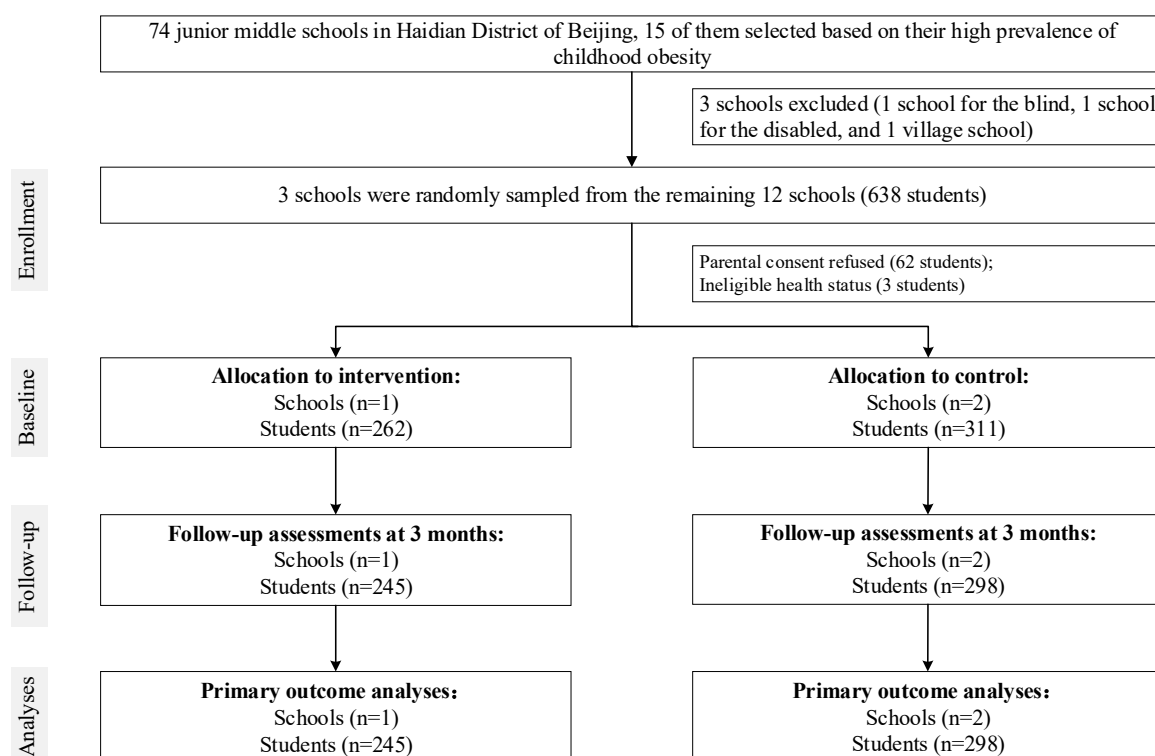 74 junior middle schools in Haidian District of Beijing, 15 of them selected based on their high prevalence of
childhood obesity
3 schools excluded (1 school for the blind, 1 school
for the disabled, and 1 village school)
Enrollment
3 schools were randomly sampled from the remaining 12 schools (638 students)
Parental consent refused (62 students);
Ineligible health status (3 students)
Baseline
Allocation to intervention:
Schools (n=1)
Students (n=262)
Allocation to control:
Schools (n=2)
Students (n=311)
Follow-up
Follow-up assessments at 3 months:
Schools (n=1)
Students (n=245)
Follow-up assessments at 3 months:
Schools (n=2)
Students (n=298)
Analyses
Primary outcome analyses:
Schools (n=1)
Students (n=245)
Primary outcome analyses:
Schools (n=2)
Students (n=298)